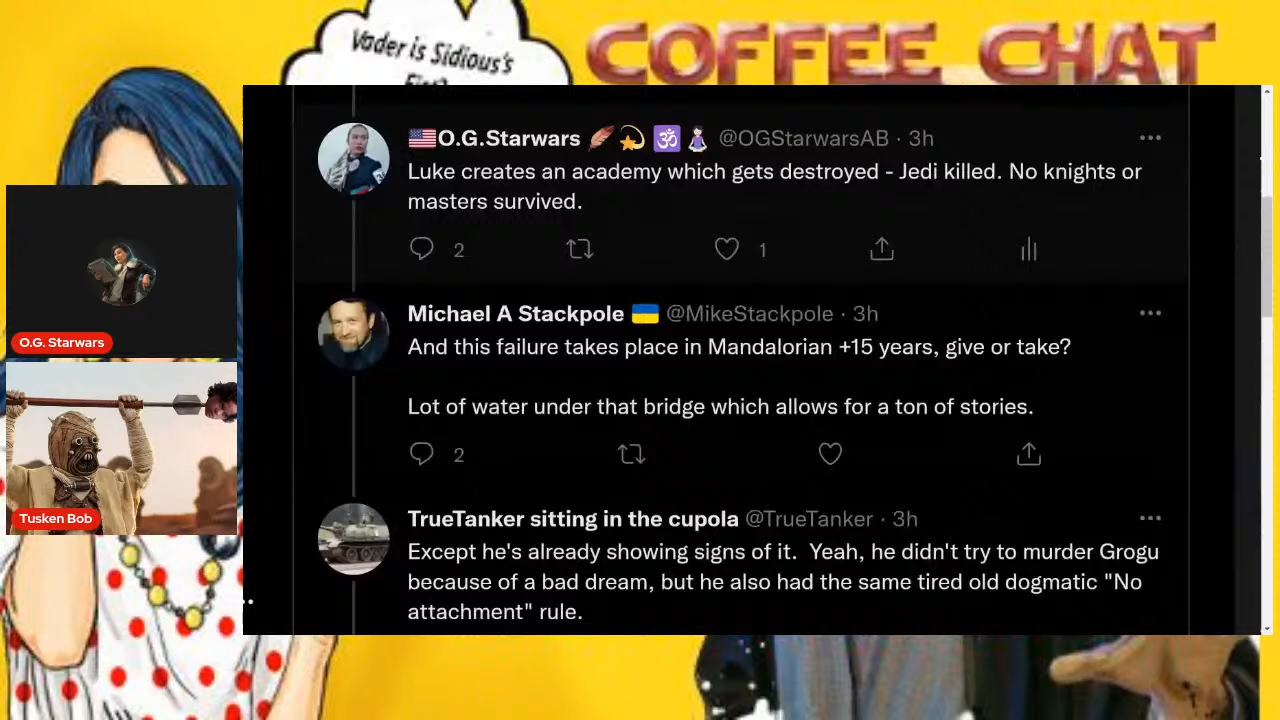 Vader is Sidious's
COFFEE CHAT
O.G.Starwars @OGStarwarsAB · 3h
Luke creates an academy which gets destroyed - Jedi killed. No knights or
masters survived.
2 1
Michael A Stackpole @MikeStackpole · 3h
And this failure takes place in Mandalorian +15 years, give or take?
Lot of water under that bridge which allows for a ton of stories.
2
TrueTanker sitting in the cupola @TrueTanker · 3h
Except he's already showing signs of it. Yeah, he didn't try to murder Grogu
because of a bad dream, but he also had the same tired old dogmatic "No
attachment" rule.
O.G. Starwars
Tusken Bob